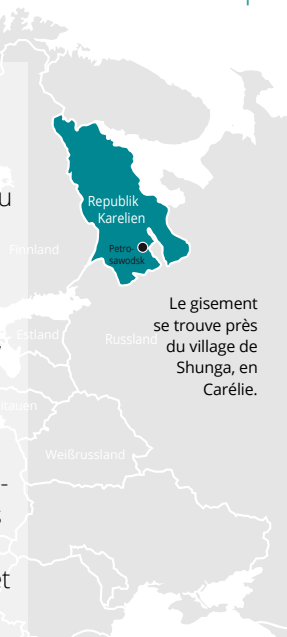 u
Republik
Karelien
Petro-
sawodsk
Finnland
Le gisement
se trouve près
du village de
Shunga, en
Carélie.
Estland
Russland
Weißrussland
-
et